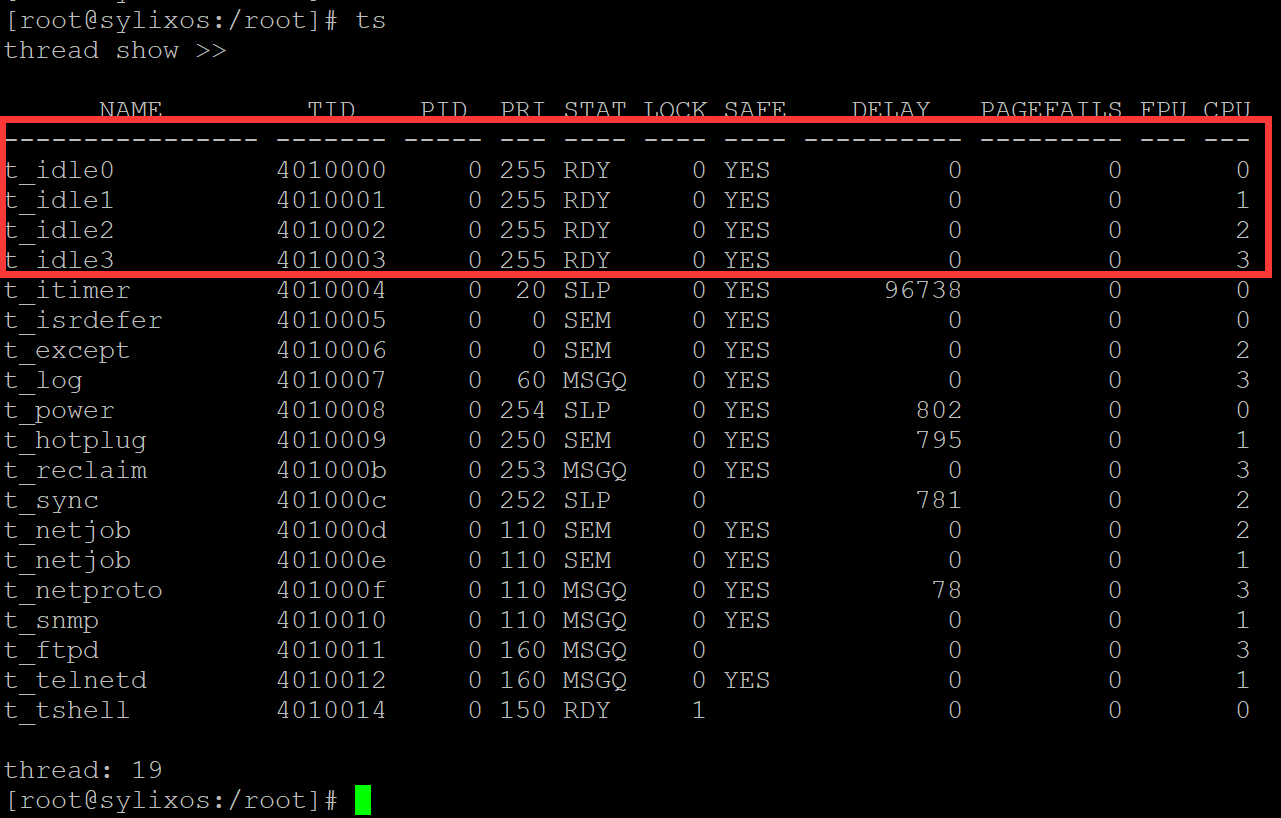 [root@sylixos:/root]# ts
thread show >>
NAME TID PID PRI STAT LOCK SAFE DELAY PAGEFAILS FPU CPU
---------------- ------- ----- --- ---- ---- ---- ---------- --------- --- ---
t_idle0 4010000 0 255 RDY 0 YES 0 0 0
t_idle1 4010001 0 255 RDY 0 YES 0 0 1
t_idle2 4010002 0 255 RDY 0 YES 0 0 2
t_idle3 4010003 0 255 RDY 0 YES 0 0 3
t_itimer 4010004 0 20 SLP 0 YES 96738 0 0
t_isrdefer 4010005 0 0 SEM 0 YES 0 0 0
t_except 4010006 0 0 SEM 0 YES 0 0 2
t_log 4010007 0 60 MSGQ 0 YES 0 0 3
t_power 4010008 0 254 SLP 0 YES 802 0 0
t_hotplug 4010009 0 250 SEM 0 YES 795 0 1
t_reclaim 401000b 0 253 MSGQ 0 YES 0 0 3
t_sync 401000c 0 252 SLP 0 781 0 2
t_netjob 401000d 0 110 SEM 0 YES 0 0 2
t_netjob 401000e 0 110 SEM 0 YES 0 0 1
t_netproto 401000f 0 110 MSGQ 0 YES 78 0 3
t_snmp 4010010 0 110 MSGQ 0 YES 0 0 1
t_ftpd 4010011 0 160 MSGQ 0 0 0 3
t_telnetd 4010012 0 160 MSGQ 0 YES 0 0 1
t_tshell 4010014 0 150 RDY 1 0 0 0
thread: 19
[root@sylixos:/root]#